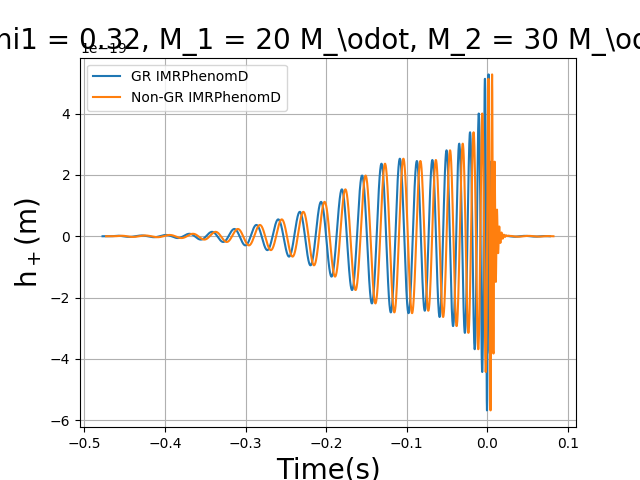 hi1 = 0.32, M_1 = 20 M_\odot, M_2 = 30 M_\od
1e-19
GR IMRPhenomD
Non-GR IMRPhenomD
4
2
0
−2
−4
−6
h+(m)
−0.5 −0.4 −0.3 −0.2 −0.1 0.0 0.1
Time(s)